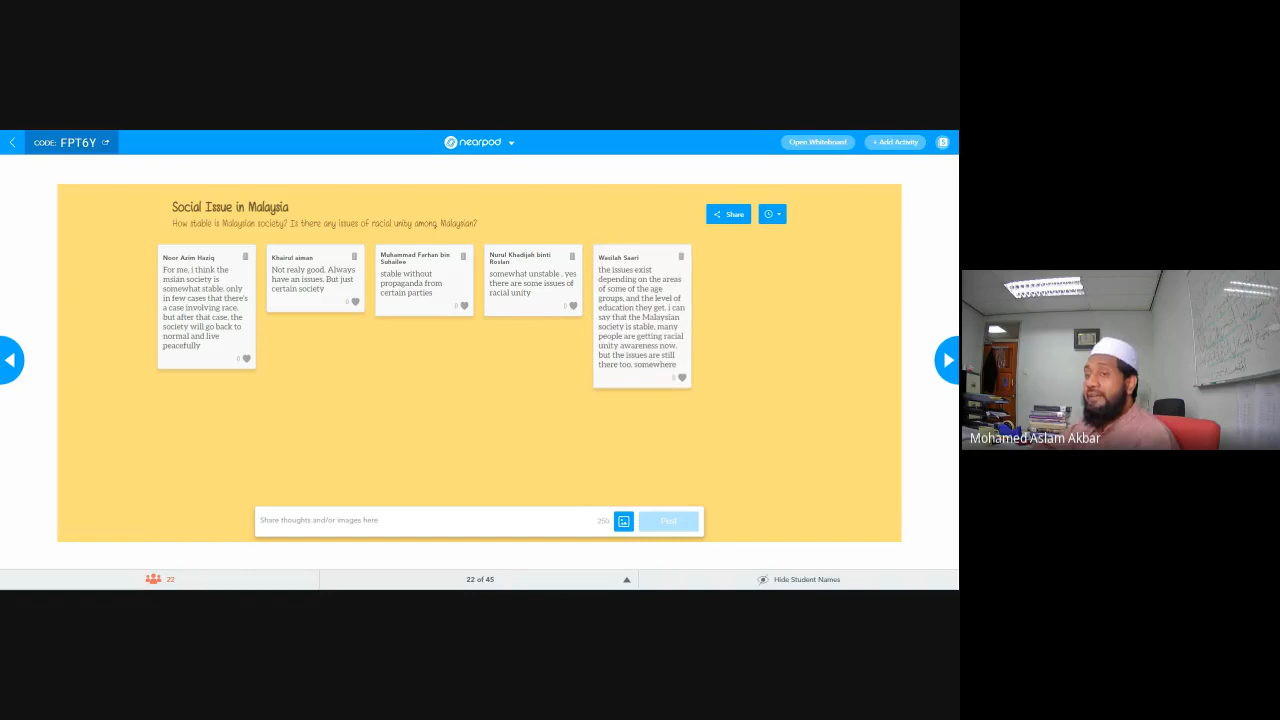 CODE: FPT6Y
nearpod
Open Whiteboard
+ Add Activity
S
Social Issue in Malaysia
How stable is Malaysian society? Is there any issues of racial unity among Malaysian?
Share
Noor Azim Haziq
For me, i think the
msian society is
somewhat stable. only
in few cases that there's
a case involving race.
but after that case, the
society will go back to
normal and live
peacefully
0
Khairul aiman
Not realy good. Always
have an issues. But just
certain society
0
Muhammad Farhan bin
Suhailee
stable without
propaganda from
certain parties
0
Nurul Khadijah binti
Roslan
somewhat unstable . yes
there are some issues of
racial unity
0
Wasilah Saari
the issues exist
depending on the areas
of some of the age
groups, and the level of
education they get. i can
say that the Malaysian
society is stable, many
people are getting racial
unity awareness now.
but the issues are still
there too, somewhere
0
Share thoughts and/or images here
250
Post
22
22 of 45
Hide Student Names
Mohamed Aslam Akbar